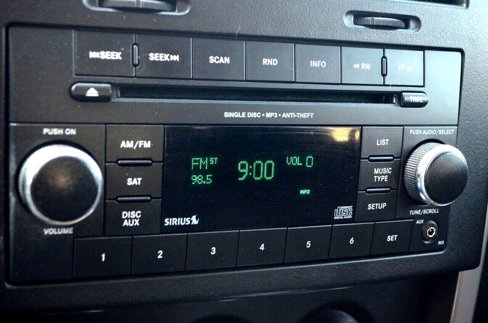 ⏮SEEK SEEK⏭ SCAN RND INFO ◀◀ RW FF ▶▶
TIME
SINGLE DISC • MP3 • ANTI-THEFT
PUSH ON
AM/FM
SAT
DISC
AUX
VOLUME
FM ST 9:00 VOL 0
98.5
INFO
SIRIUS
LIST
MUSIC
TYPE
SETUP
PUSH AUDIO/SELECT
TUNE/SCROLL
AUX
1 2 3 4 5 6 SET